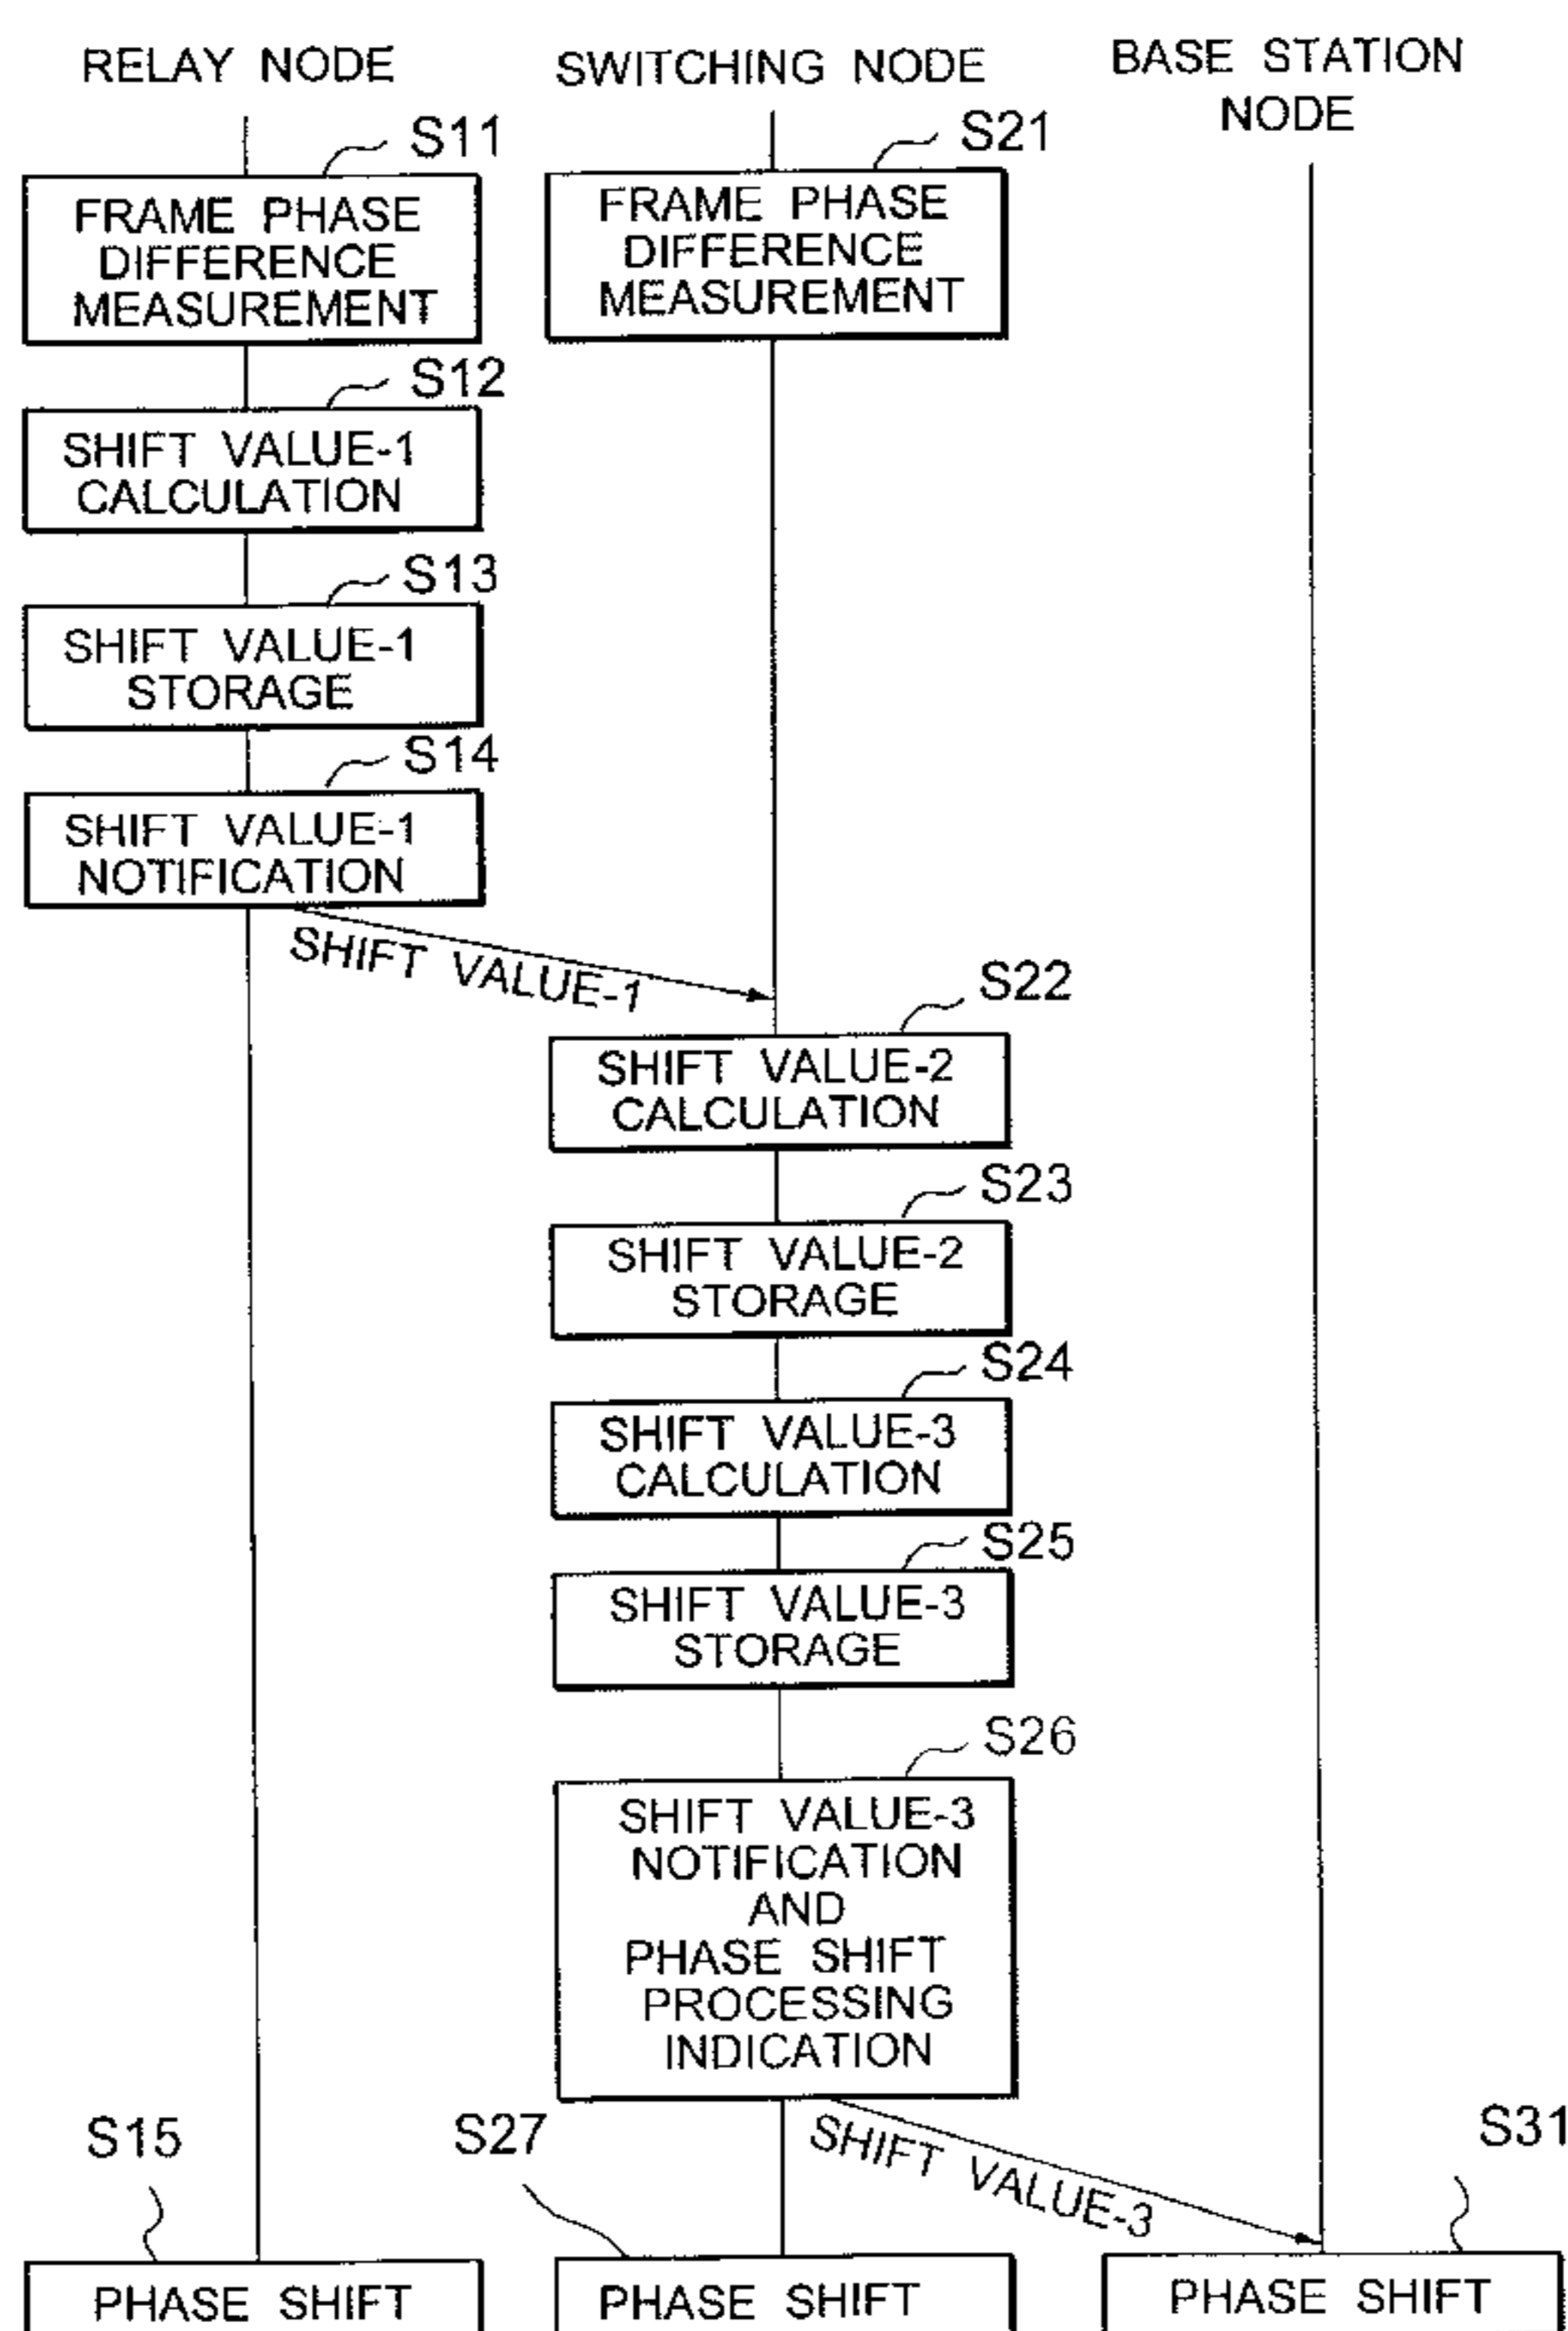 RELAY NODE
SWITCHING NODE
BASE STATION
NODE
S11
FRAME PHASE
DIFFERENCE
MEASUREMENT
S21
FRAME PHASE
DIFFERENCE
MEASUREMENT
S12
SHIFT VALUE-1
CALCULATION
S13
SHIFT VALUE-1
STORAGE
S14
SHIFT VALUE-1
NOTIFICATION
SHIFT VALUE-1
S22
SHIFT VALUE-2
CALCULATION
S23
SHIFT VALUE-2
STORAGE
S24
SHIFT VALUE-3
CALCULATION
S25
SHIFT VALUE-3
STORAGE
S26
SHIFT VALUE-3
NOTIFICATION
AND
PHASE SHIFT
PROCESSING
INDICATION
SHIFT VALUE-3
S15
PHASE SHIFT
S27
PHASE SHIFT
S31
PHASE SHIFT